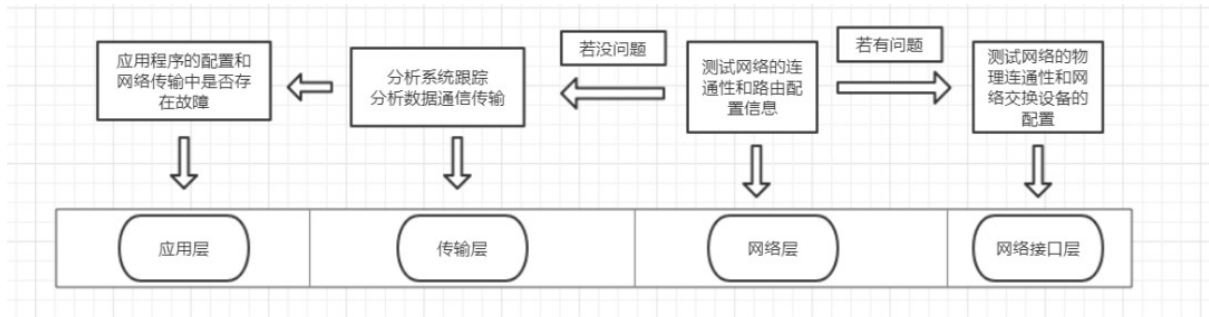 应用程序的配置和
网络传输中是否存
在故障
分析系统跟踪
分析数据通信传输
若没问题
测试网络的连
通性和路由配
置信息
若有问题
测试网络的物
理连通性和网
络交换设备的
配置
应用层
传输层
网络层
网络接口层